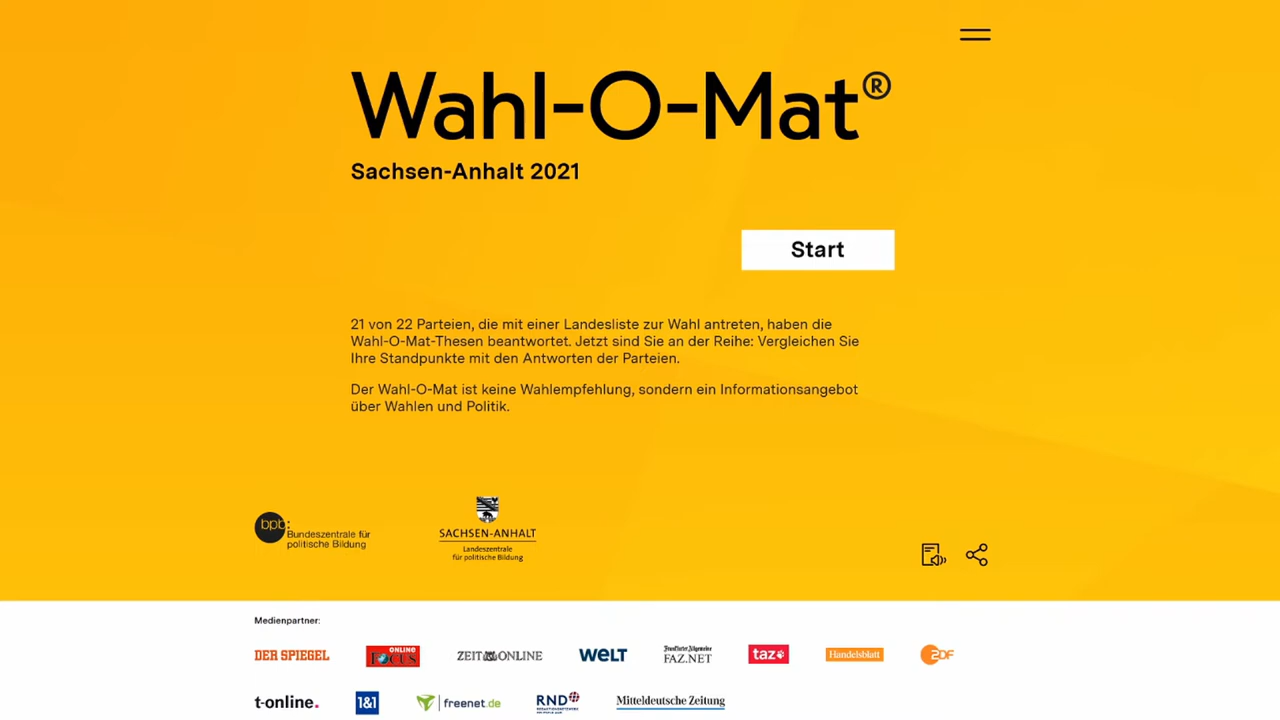 Wahl-O-Mat®
Sachsen-Anhalt 2021
Start
21 von 22 Parteien, die mit einer Landesliste zur Wahl antreten, haben die
Wahl-O-Mat-Thesen beantwortet. Jetzt sind Sie an der Reihe: Vergleichen Sie
Ihre Standpunkte mit den Antworten der Parteien.
Der Wahl-O-Mat ist keine Wahlempfehlung, sondern ein Informationsangebot
über Wahlen und Politik.
bpb:
Bundeszentrale für
politische Bildung
SACHSEN-ANHALT
Landeszentrale
für politische Bildung
Medienpartner:
DER SPIEGEL
ONLINE
FOCUS
ZEIT ONLINE
WELT
Frankfurter Allgemeine
FAZ.NET
taz
Handelsblatt
ZDF
t-online.
1&1
freenet.de
RND
Mitteldeutsche Zeitung